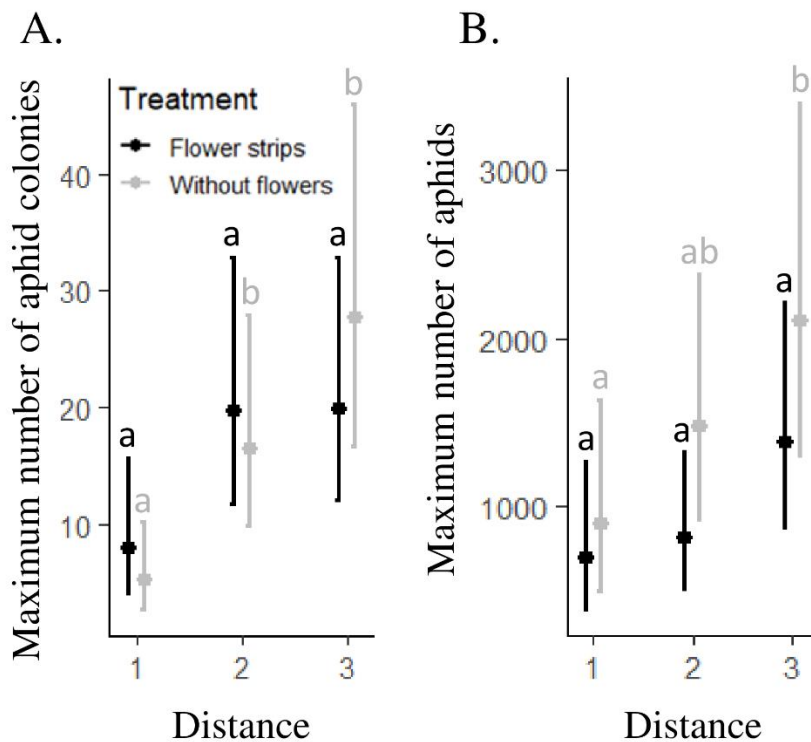 A.
Maximum number of aphid colonies
Treatment
Flower strips
Without flowers
40
30
20
10
a
a
a
b
a
b
1
2
3
Distance
B.
Maximum number of aphids
3000
2000
1000
a
a
a
ab
a
b
1
2
3
Distance